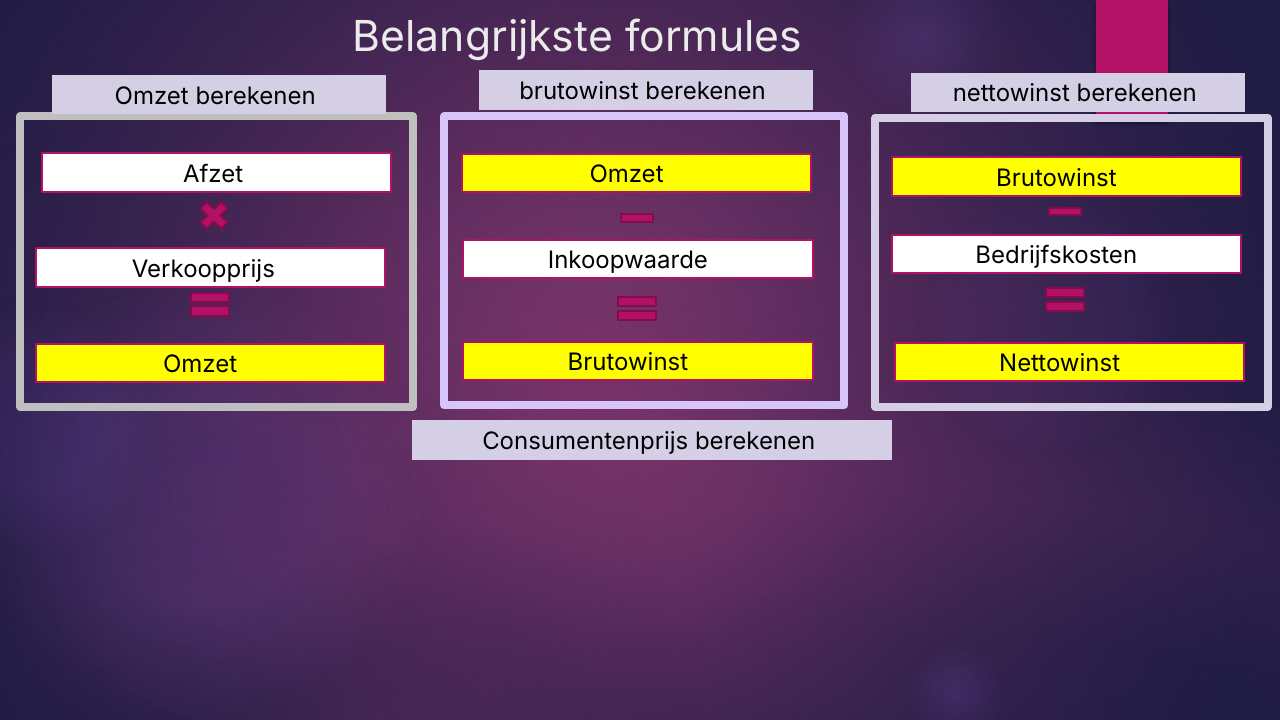 Belangrijkste formules
Omzet berekenen
Afzet
Verkoopprijs
Omzet
brutowinst berekenen
Omzet
Inkoopwaarde
Brutowinst
nettowinst berekenen
Brutowinst
Bedrijfskosten
Nettowinst
Consumentenprijs berekenen